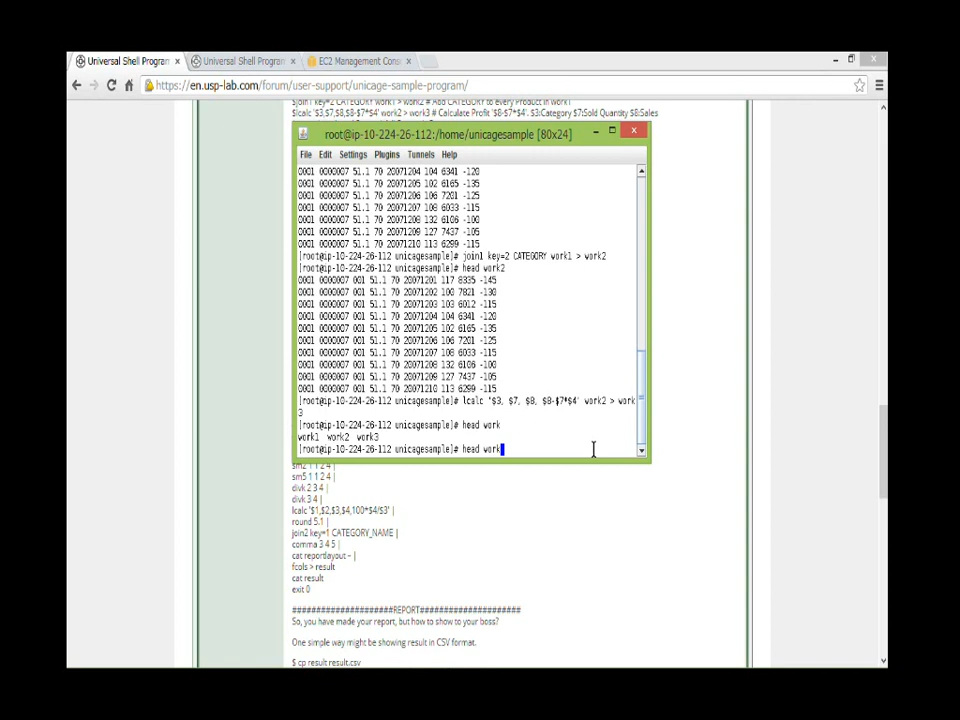 Universal Shell Program × Universal Shell Program × EC2 Management Cons ×
https://en.usp-lab.com/forum/user-support/unicage-sample-program/
$join1 key=2 CATEGORY work1 > work2 # Add CATEGORY to every Product in work1
$lcalc '$3,$7,$8,$8-$7*$4' work2 > work3 # Calculate Profit '$8-$7*$4'. $3:Category $7:Sold Quantity $8:Sales
root@ip-10-224-26-112:/home/unicagesample [80x24]
File Edit Settings Plugins Tunnels Help
0001 0000007 51.1 70 20071204 104 6341 -120
0001 0000007 51.1 70 20071205 102 6165 -135
0001 0000007 51.1 70 20071206 106 7201 -125
0001 0000007 51.1 70 20071207 108 6033 -115
0001 0000007 51.1 70 20071208 132 6106 -100
0001 0000007 51.1 70 20071209 127 7437 -105
0001 0000007 51.1 70 20071210 113 6299 -115
[root@ip-10-224-26-112 unicagesample]# join1 key=2 CATEGORY work1 > work2
[root@ip-10-224-26-112 unicagesample]# head work2
0001 0000007 001 51.1 70 20071201 117 8335 -145
0001 0000007 001 51.1 70 20071202 100 7821 -130
0001 0000007 001 51.1 70 20071203 103 6012 -115
0001 0000007 001 51.1 70 20071204 104 6341 -120
0001 0000007 001 51.1 70 20071205 102 6165 -135
0001 0000007 001 51.1 70 20071206 106 7201 -125
0001 0000007 001 51.1 70 20071207 108 6033 -115
0001 0000007 001 51.1 70 20071208 132 6106 -100
0001 0000007 001 51.1 70 20071209 127 7437 -105
0001 0000007 001 51.1 70 20071210 113 6299 -115
[root@ip-10-224-26-112 unicagesample]# lcalc '$3, $7, $8, $8-$7*$4' work2 > work
3
[root@ip-10-224-26-112 unicagesample]# head work
work1 work2 work3
[root@ip-10-224-26-112 unicagesample]# head work
sm2 1 1 2 4 |
sm5 1 1 2 4 |
divk 2 3 4 |
divk 3 4 |
lcalc '$1,$2,$3,$4,100*$4/$3' |
round 5.1 |
join2 key=1 CATEGORY_NAME |
comma 3 4 5 |
cat reportlayout - |
fcols > result
cat result
exit 0
####################REPORT####################
So, you have made your report, but how to show to your boss?
One simple way might be showing result in CSV format.
$ cp result result.csv